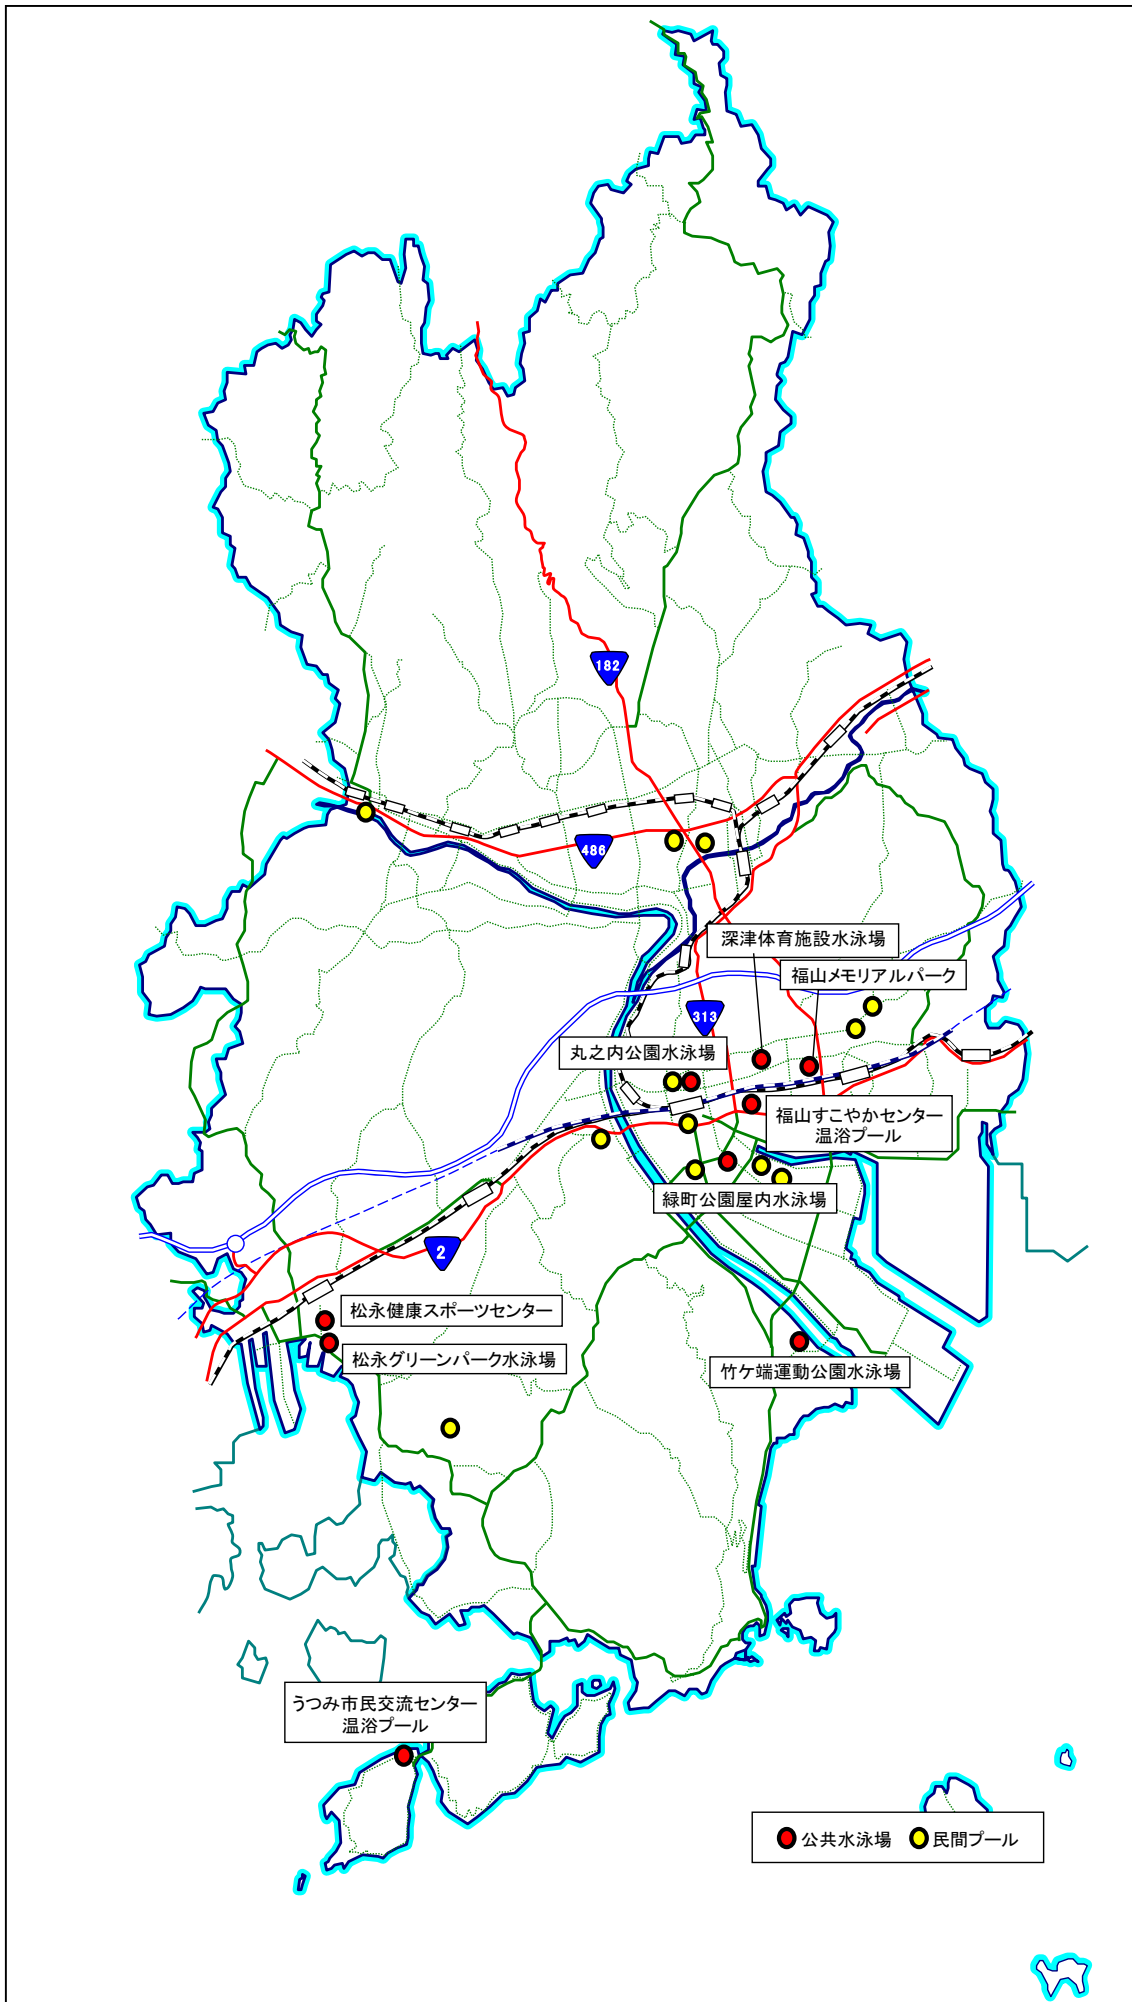 182
486
深津体育施設水泳場
福山メモリアルパーク
313
丸之内公園水泳場
福山すこやかセンター
温浴プール
緑町公園屋内水泳場
2
松永健康スポーツセンター
松永グリーンパーク水泳場
竹ケ端運動公園水泳場
うつみ市民交流センター
温浴プール
公共水泳場 民間プール